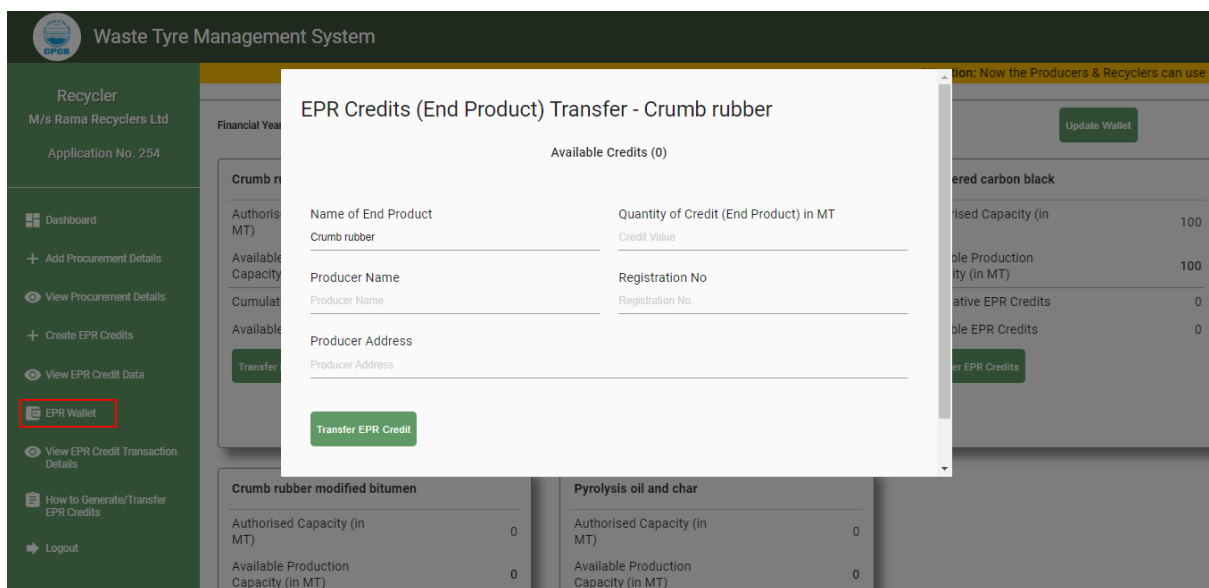 CPCB
Waste Tyre Management System
Recycler
M/s Rama Recyclers Ltd
Application No. 254
Dashboard
Add Procurement Details
View Procurement Details
Create EPR Credits
View EPR Credit Data
EPR Wallet
View EPR Credit Transaction
Details
How to Generate/Transfer
EPR Credits
Logout
tion: Now the Producers & Recyclers can use
Financial Year
Update Wallet
EPR Credits (End Product) Transfer - Crumb rubber
Available Credits (0)
Name of End Product
Crumb rubber
Quantity of Credit (End Product) in MT
Credit Value
Producer Name
Producer Name
Registration No
Registration No.
Producer Address
Producer Address
Transfer EPR Credit
Crumb ru
Authoris
MT)
Available
Capacity
Cumulat
Available
Transfer
ered carbon black
rised Capacity (in
100
ble Production
ity (in MT)
100
ative EPR Credits
0
ble EPR Credits
0
er EPR Credits
Crumb rubber modified bitumen
Authorised Capacity (in
MT)
0
Available Production
Capacity (in MT)
0
Pyrolysis oil and char
Authorised Capacity (in
MT)
0
Available Production
Capacity (in MT)
0